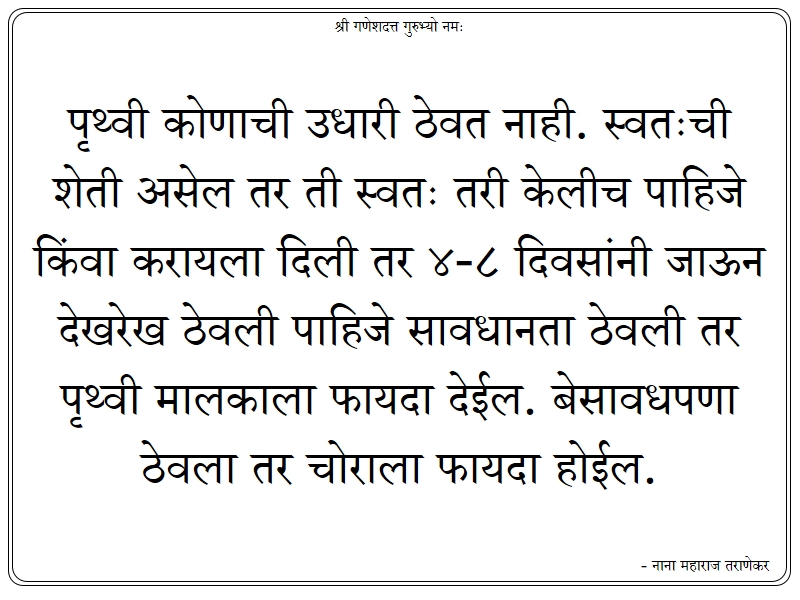 श्री गणेशदत्त गुरुभ्यो नमः
पृथ्वी कोणाची उधारी ठेवत नाही. स्वतःची
शेती असेल तर ती स्वतः तरी केलीच पाहिजे
किंवा करायला दिली तर ४-८ दिवसांनी जाऊन
देखरेख ठेवली पाहिजे सावधानता ठेवली तर
पृथ्वी मालकाला फायदा देईल. बेसावधपणा
ठेवला तर चोराला फायदा होईल.
- नाना महाराज तराणेकर